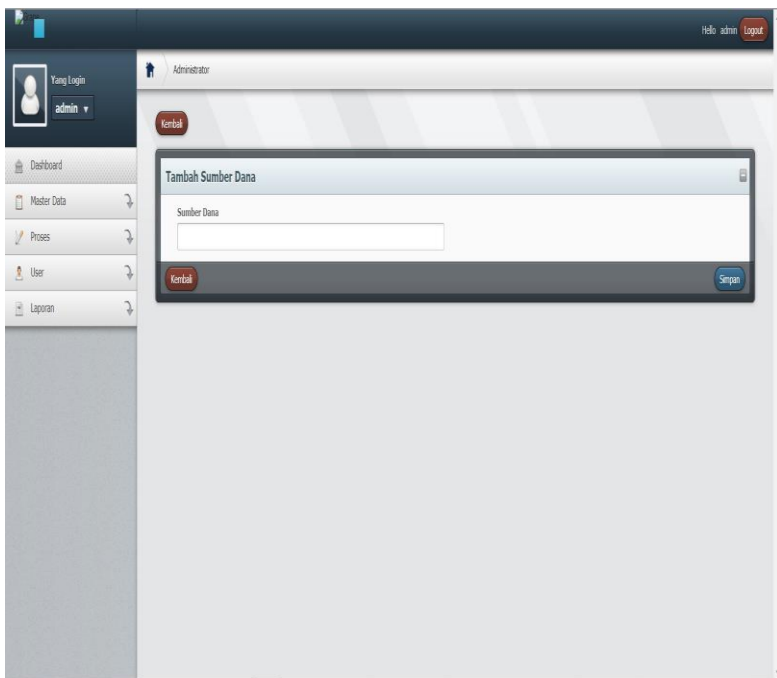 Hello admin Logout
Yang Login
admin
Administrator
Kembali
Dashboard
Master Data
Proses
User
Laporan
Tambah Sumber Dana
Sumber Dana
Kembali
Simpan